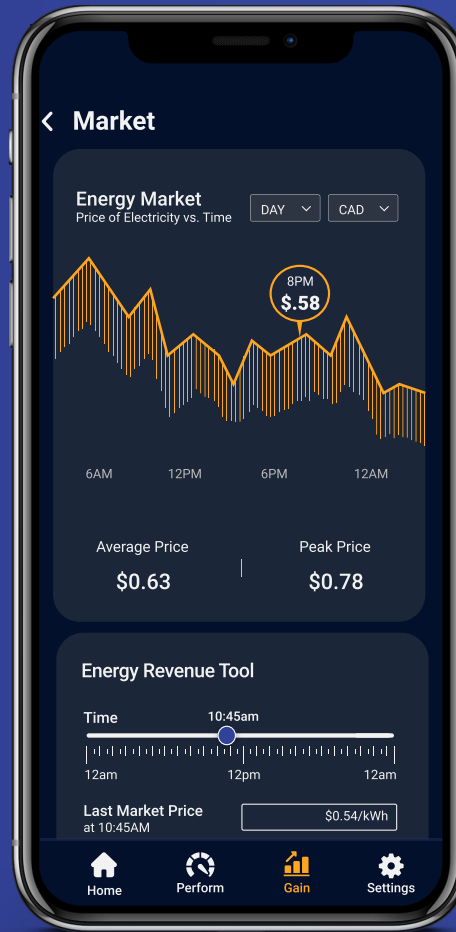 Market
Energy Market
Price of Electricity vs. Time
DAY
CAD
8PM
$.58
6AM
12PM
6PM
12AM
Average Price
Peak Price
$0.63
$0.78
Energy Revenue Tool
Time
10:45am
12am
12pm
12am
Last Market Price
at 10:45AM
$0.54/kWh
Home
Perform
Gain
Settings